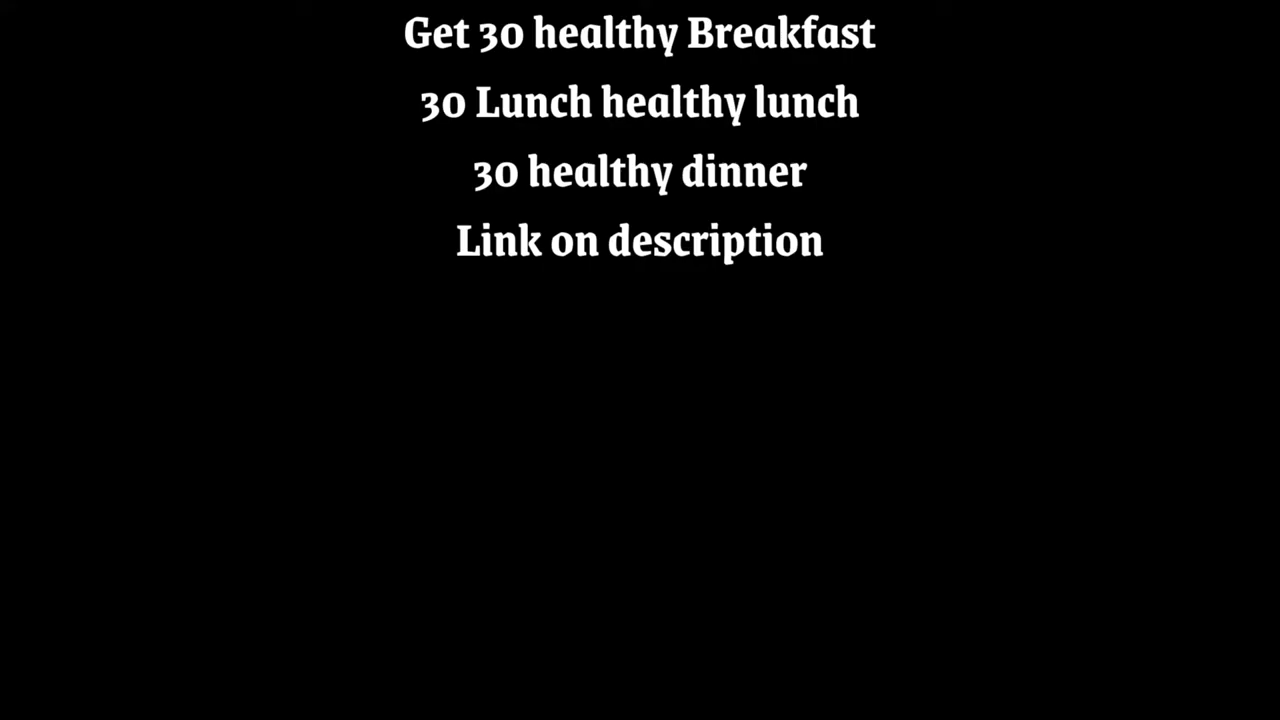 Get 30 healthy Breakfast
30 Lunch healthy lunch
30 healthy dinner
Link on description